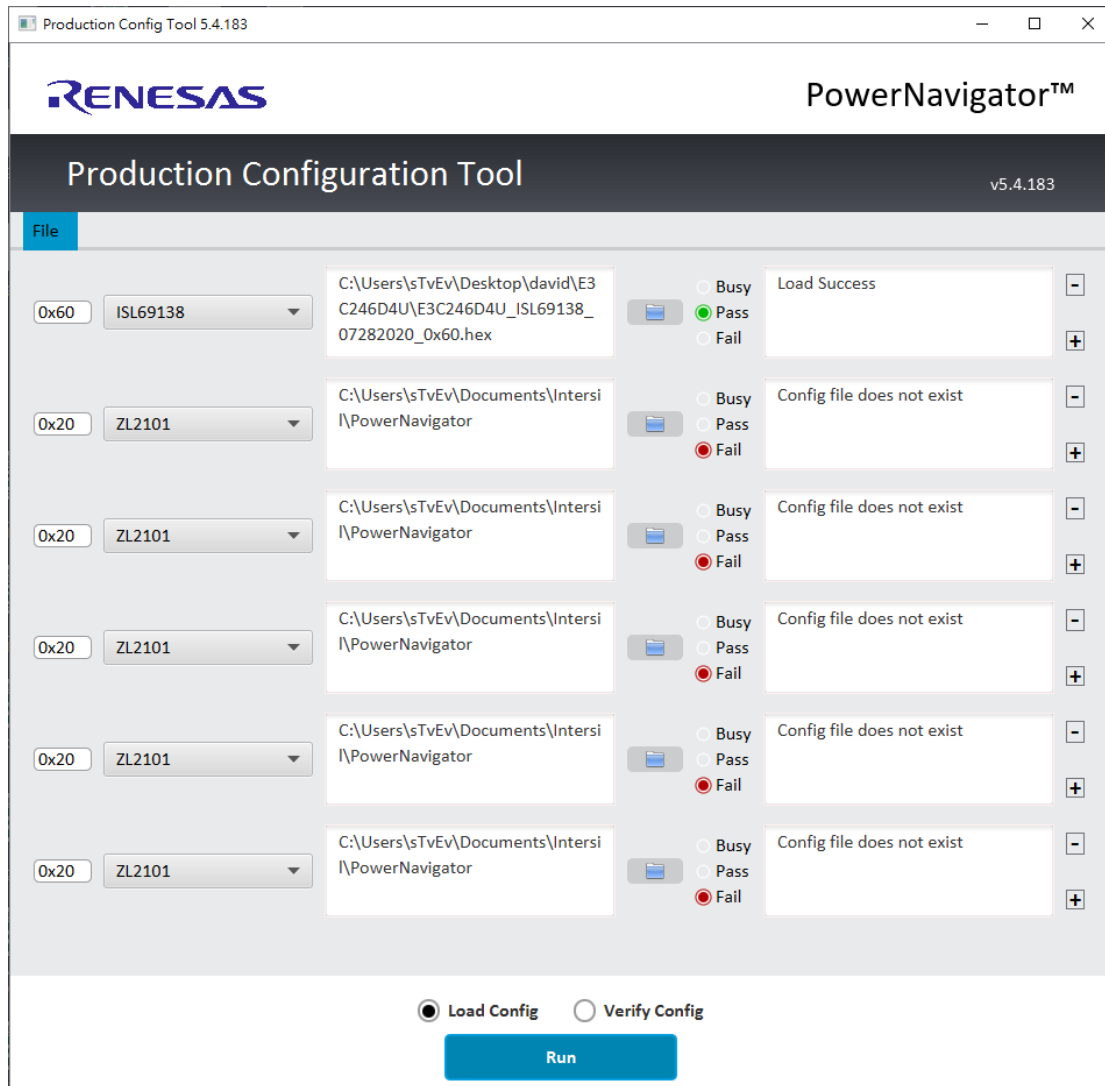 Production Config Tool 5.4.183
RENESAS
PowerNavigator™
Production Configuration Tool
v5.4.183
File
0x60
ISL69138
C:\Users\sTvEv\Desktop\david\E3
C246D4U\E3C246D4U_ISL69138_
07282020_0x60.hex
Busy
Pass
Fail
Load Success
-
+
0x20
ZL2101
C:\Users\sTvEv\Documents\Intersi
l\PowerNavigator
Busy
Pass
Fail
Config file does not exist
-
+
0x20
ZL2101
C:\Users\sTvEv\Documents\Intersi
l\PowerNavigator
Busy
Pass
Fail
Config file does not exist
-
+
0x20
ZL2101
C:\Users\sTvEv\Documents\Intersi
l\PowerNavigator
Busy
Pass
Fail
Config file does not exist
-
+
0x20
ZL2101
C:\Users\sTvEv\Documents\Intersi
l\PowerNavigator
Busy
Pass
Fail
Config file does not exist
-
+
0x20
ZL2101
C:\Users\sTvEv\Documents\Intersi
l\PowerNavigator
Busy
Pass
Fail
Config file does not exist
-
+
Load Config
Verify Config
Run